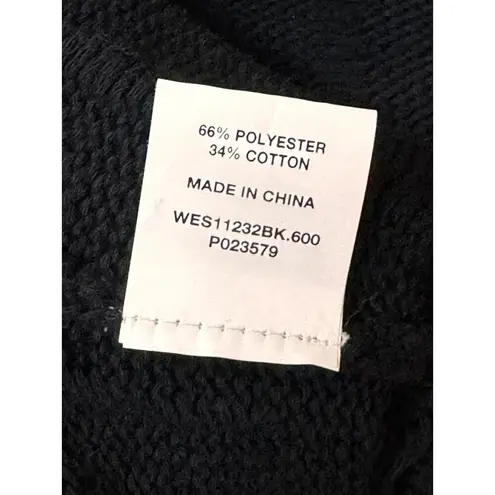 66% POLYESTER
34% COTTON
MADE IN CHINA
WES11232BK.600
P023579